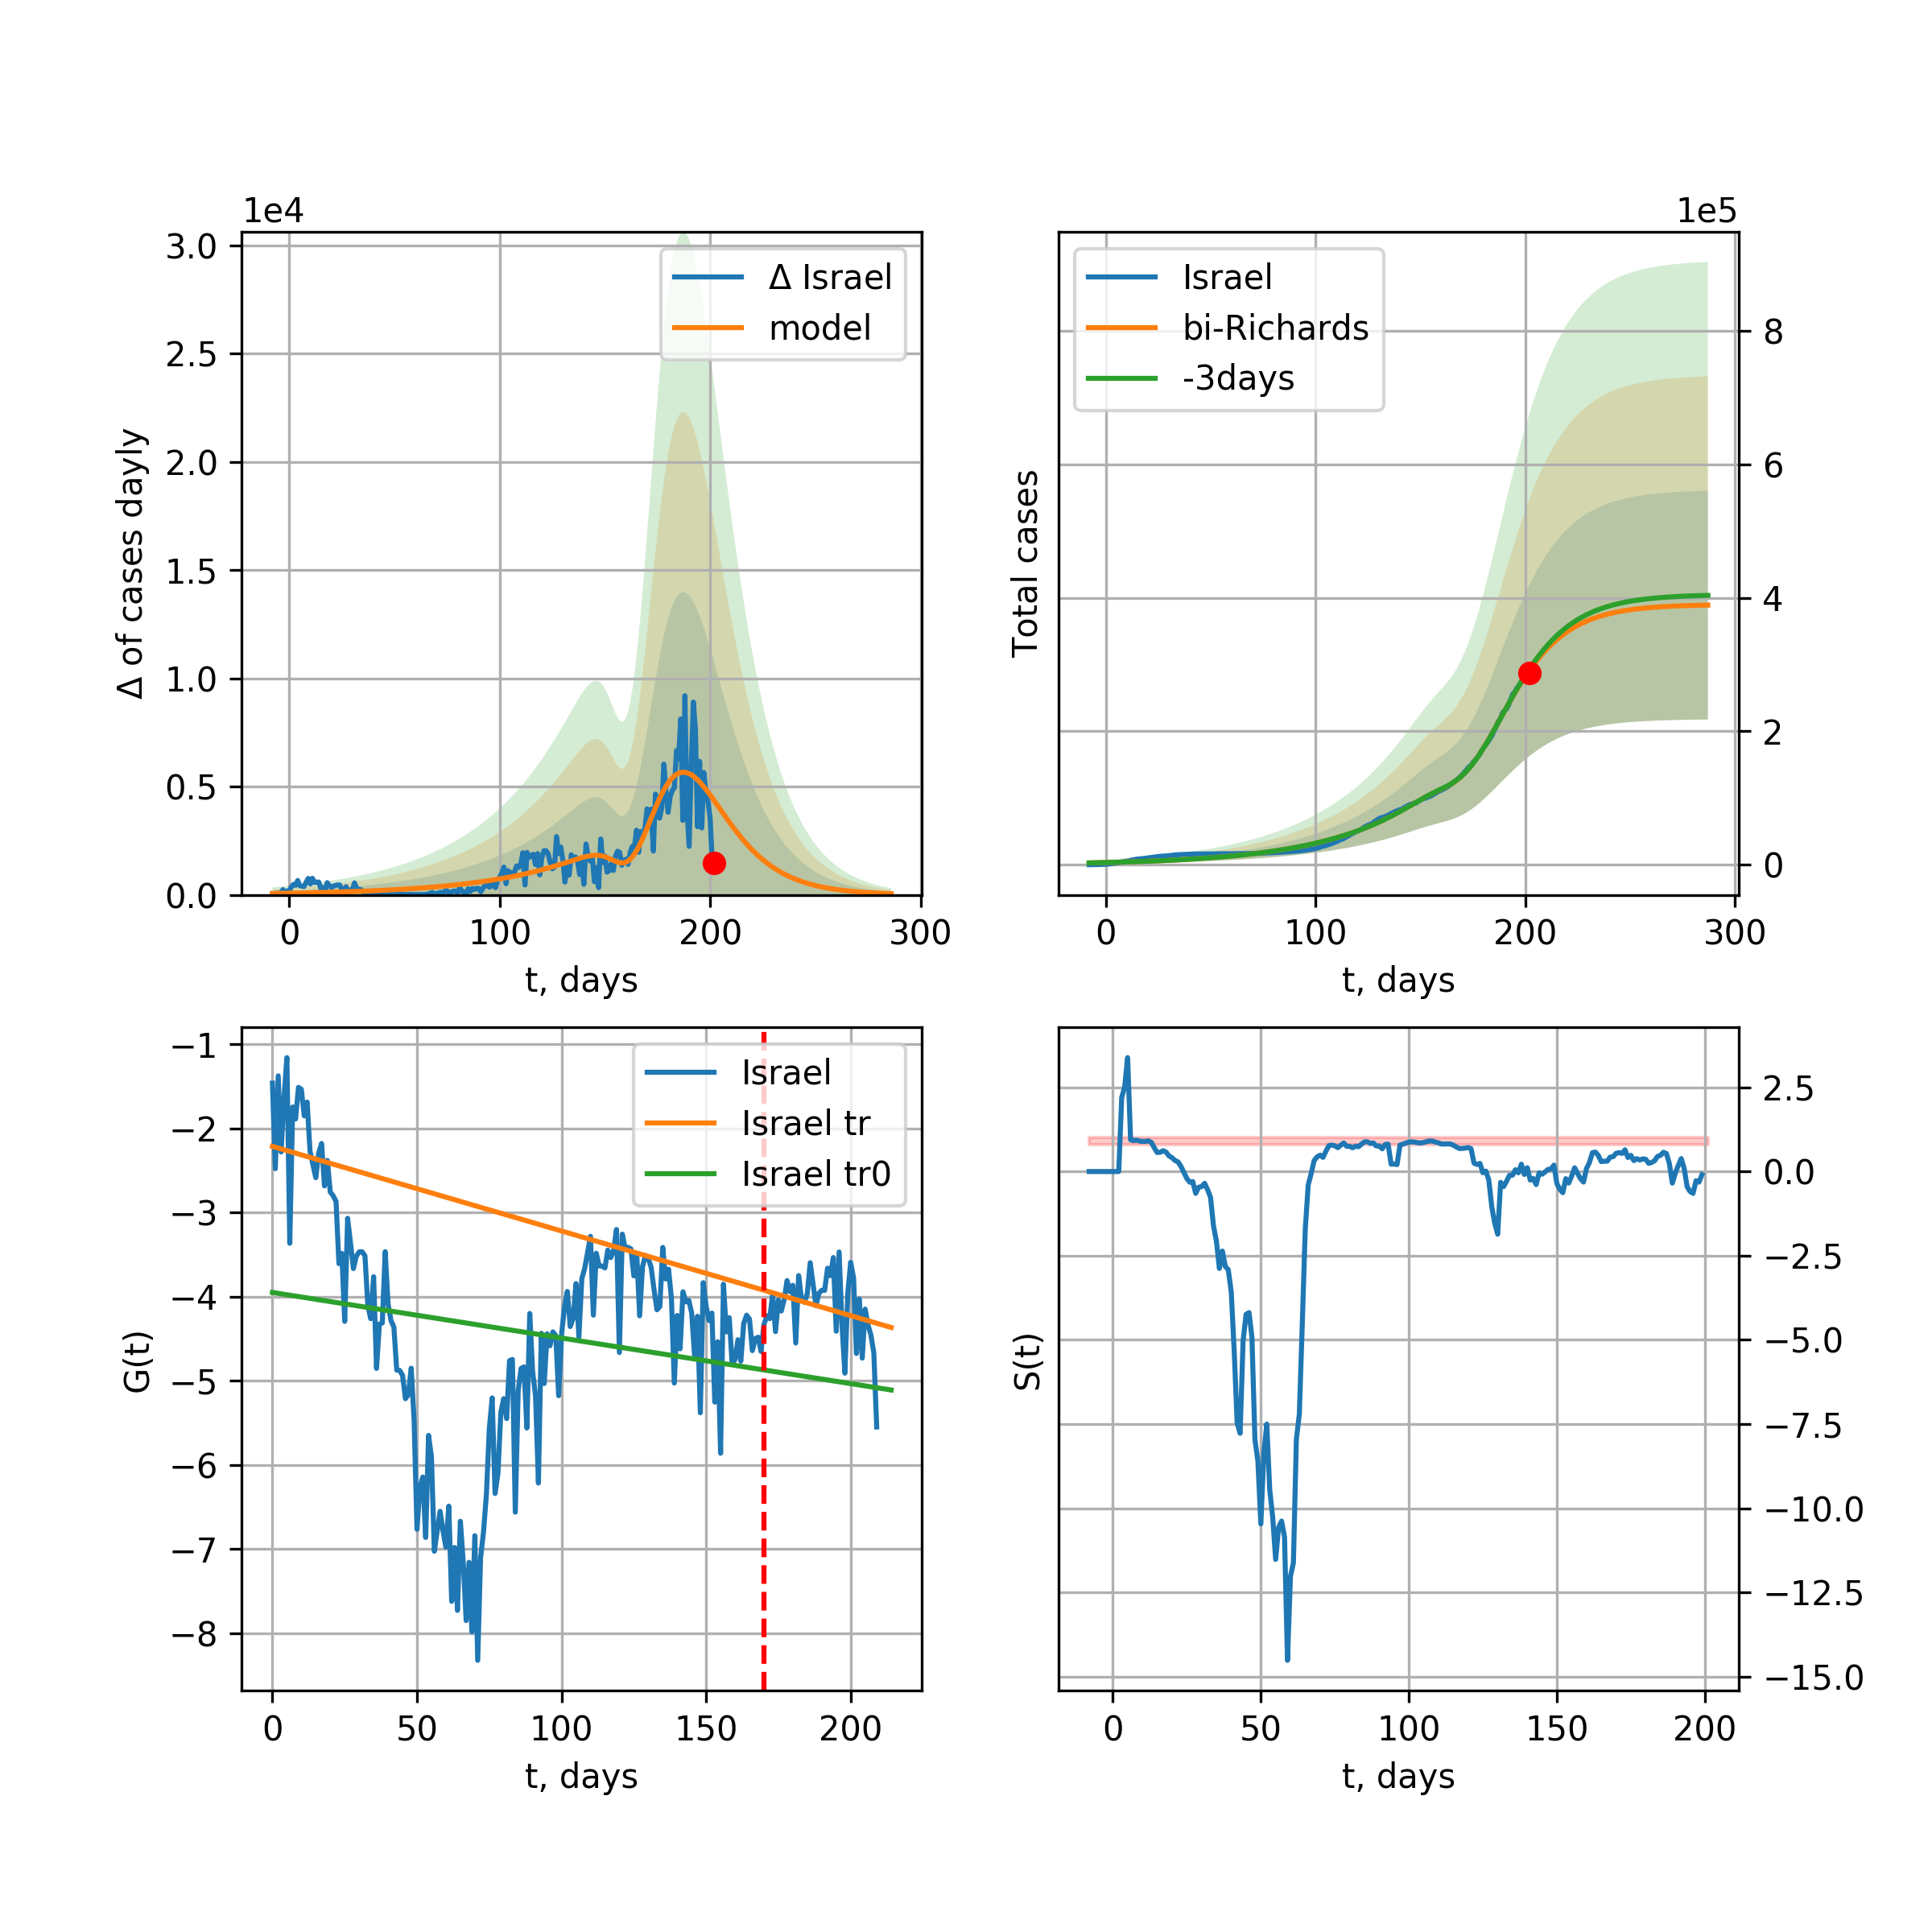 1e4
3.0
2.5
2.0
1.5
1.0
0.5
0.0
Δ of cases dayly
Δ Israel
model
0 100 200 300
t, days
1e5
Israel
bi-Richards
-3days
8
6
4
2
0
Total cases
0 100 200 300
t, days
−1
−2
−3
−4
−5
−6
−7
−8
G(t)
Israel
Israel tr
Israel tr0
0 50 100 150 200
t, days
2.5
0.0
−2.5
−5.0
−7.5
−10.0
−12.5
−15.0
S(t)
0 50 100 150 200
t, days